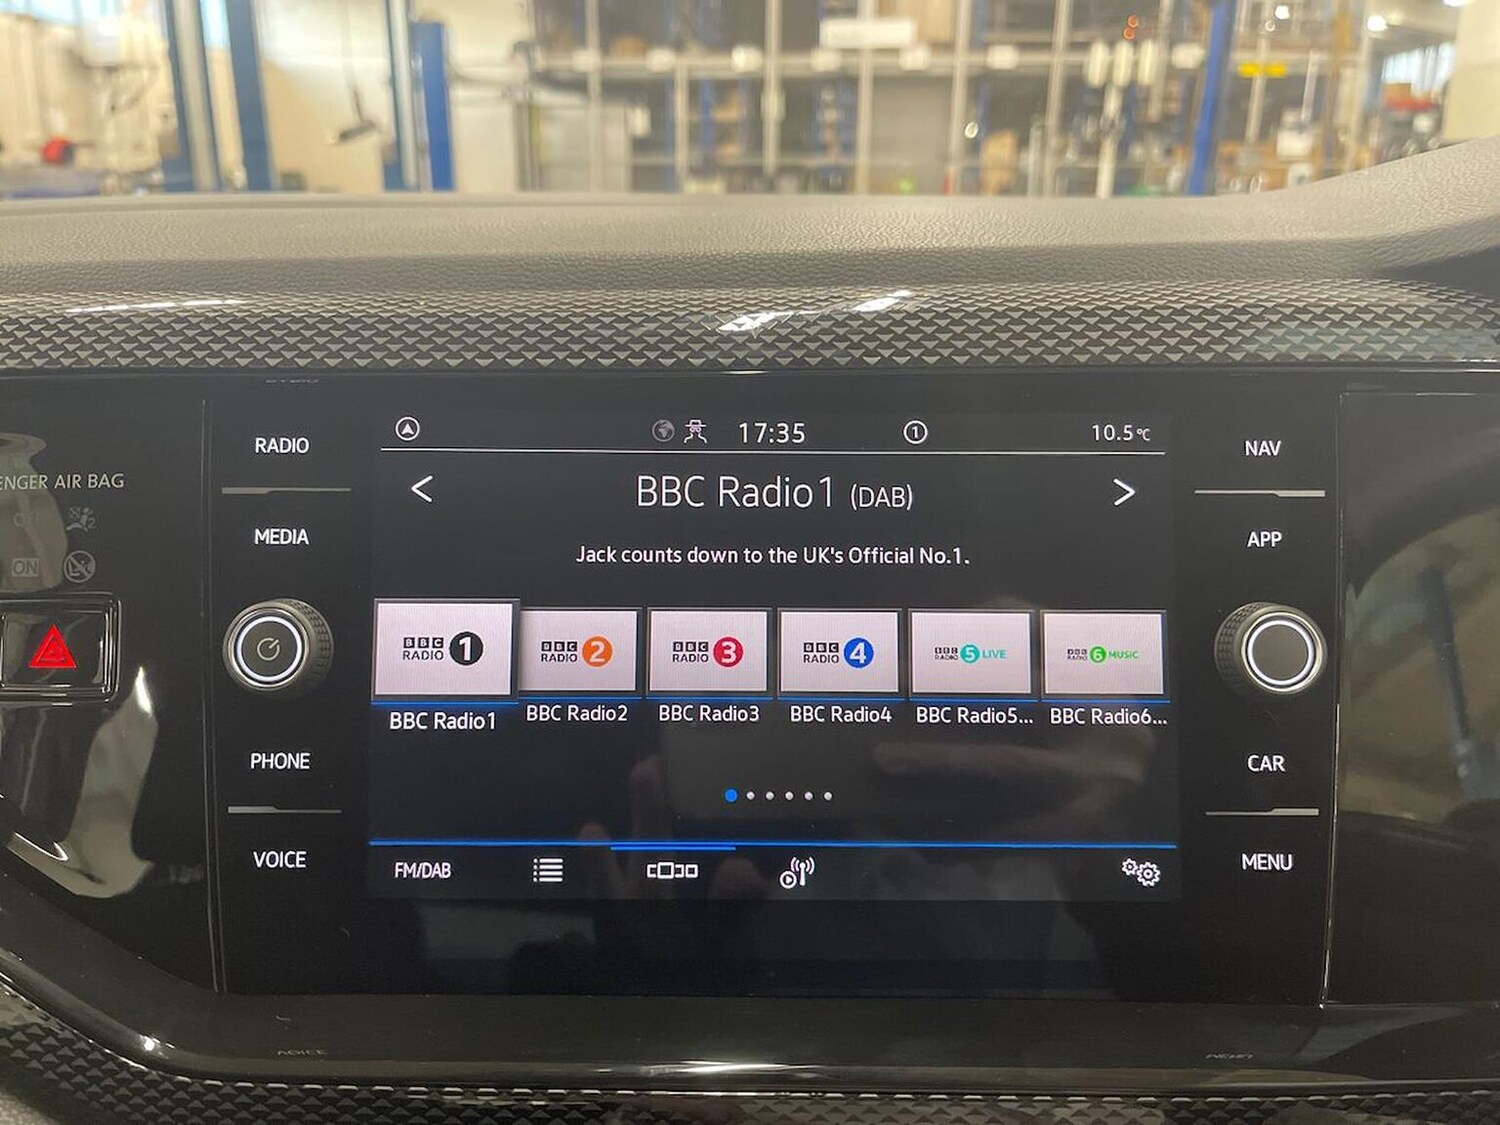 RADIO
MEDIA
PHONE
VOICE
ENGER AIR BAG
ON
2
17:35
1
10.5°C
<
BBC Radio1 (DAB)
>
Jack counts down to the UK's Official No.1.
BBC RADIO 1
BBC RADIO 2
BBC RADIO 3
BBC RADIO 4
BBC RADIO 5 LIVE
BBC RADIO 6 MUSIC
BBC Radio1
BBC Radio2
BBC Radio3
BBC Radio4
BBC Radio5...
BBC Radio6...
FM/DAB
NAV
APP
CAR
MENU